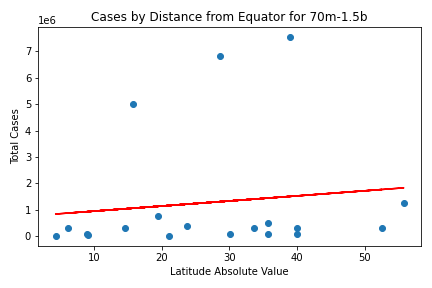 Cases by Distance from Equator for 70m-1.5b
1e6
7
6
5
4
3
2
1
0
Total Cases
10 20 30 40 50
Latitude Absolute Value